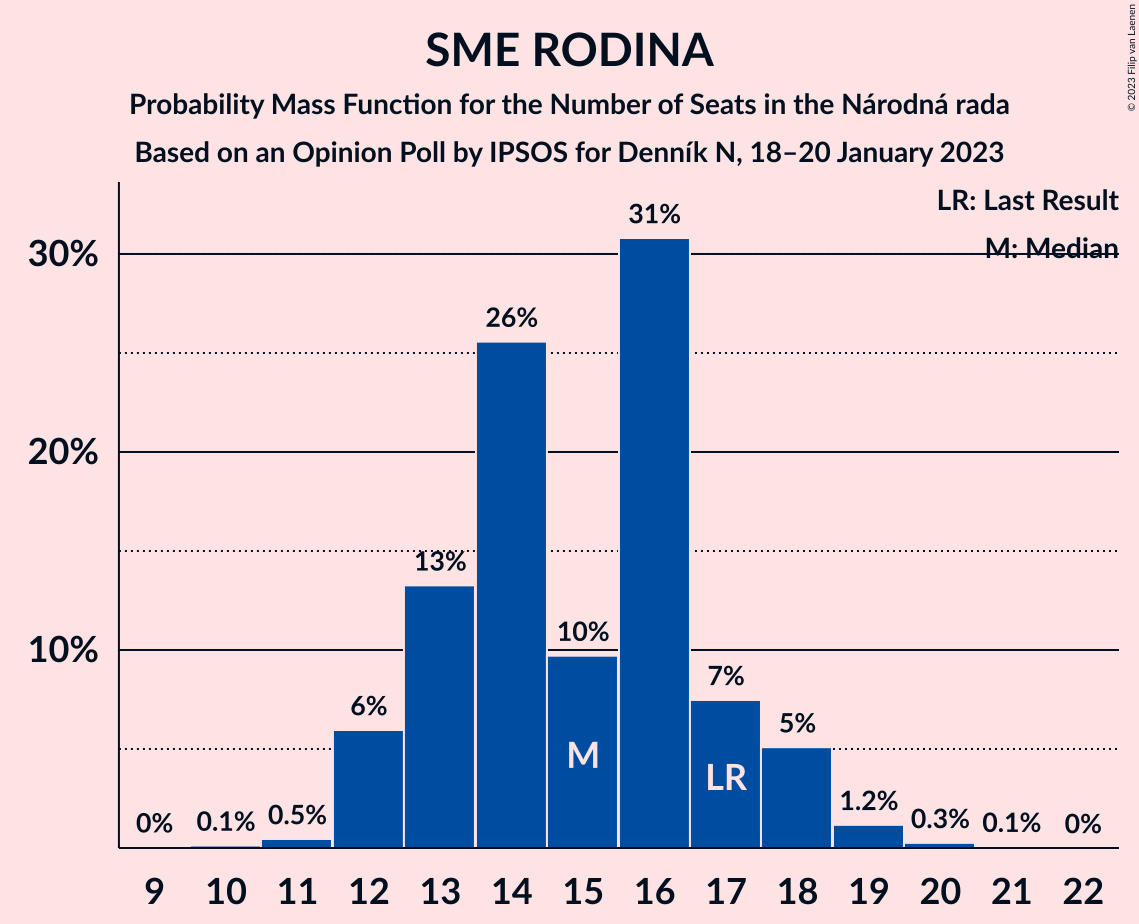 SME RODINA
Probability Mass Function for the Number of Seats in the Národná rada
Based on an Opinion Poll by IPSOS for Denník N, 18–20 January 2023
© 2023 Filip van Laenen
LR: Last Result
M: Median
30%
20%
10%
0%
0.1%
0.5%
6%
13%
26%
10%
31%
7%
5%
1.2%
0.3%
0.1%
0%
M
LR
9 10 11 12 13 14 15 16 17 18 19 20 21 22